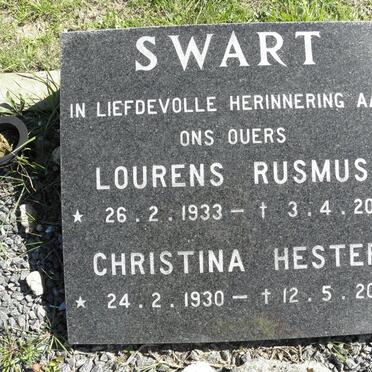 SWART
IN LIEFDEVOLLE HERINNERING
ONS OUERS
LOURENS RUSMUS
★ 26.2.1933 – † 3.4.20
CHRISTINA HESTER
★ 24.2.1930 – † 12.5.20